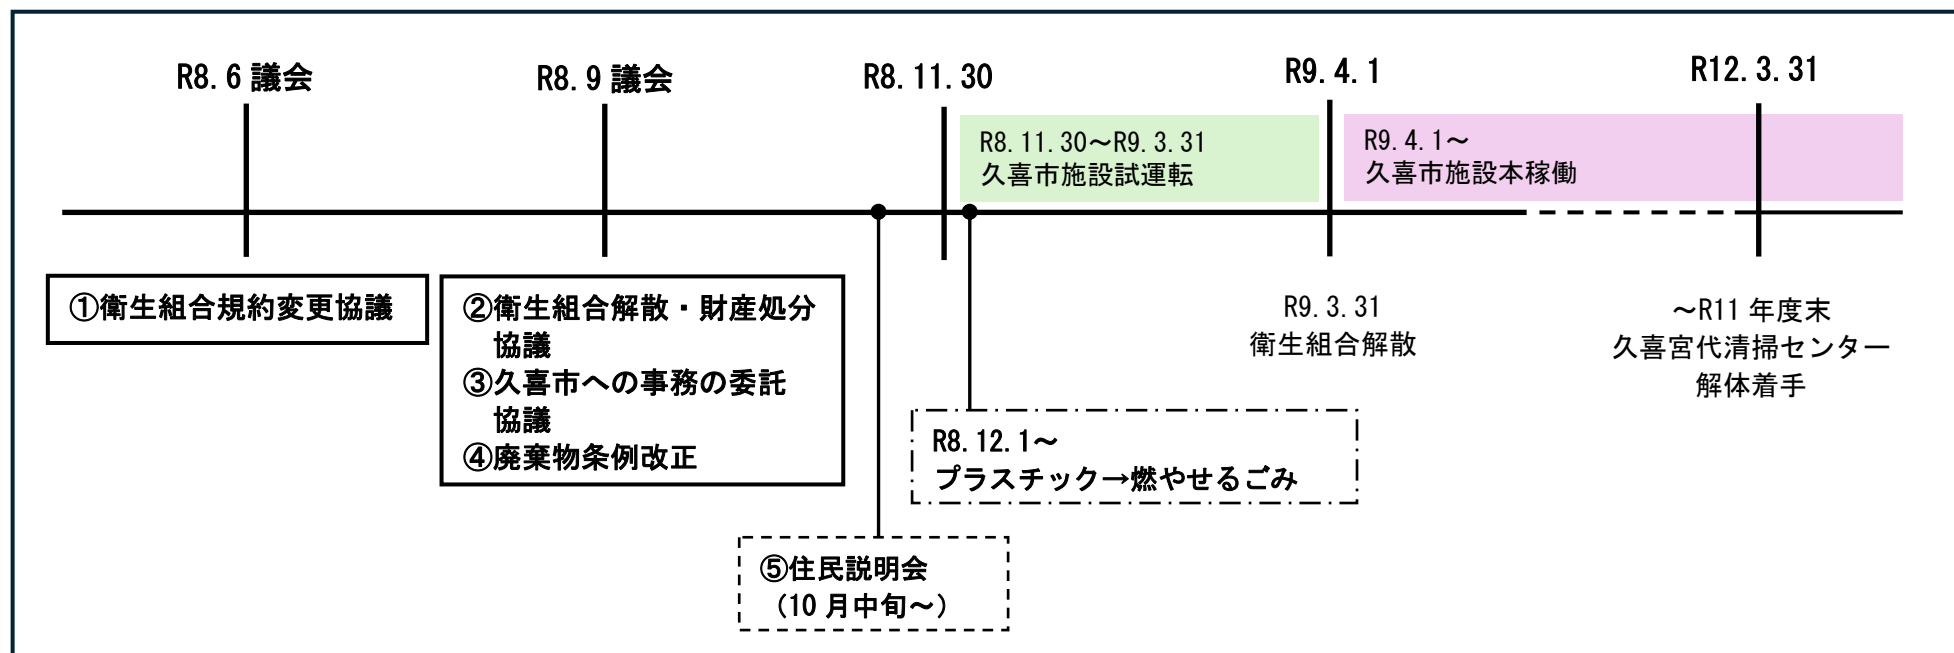 R8.6 議会
R8.9 議会
R8.11.30
R9.4.1
R12.3.31
R8.11.30～R9.3.31
久喜市施設試運転
R9.4.1～
久喜市施設本稼働
①衛生組合規約変更協議
②衛生組合解散・財産処分
協議
③久喜市への事務の委託
協議
④廃棄物条例改正
R9.3.31
衛生組合解散
～R11 年度末
久喜宮代清掃センター
解体着手
R8.12.1～
プラスチック→燃やせるごみ
⑤住民説明会
（10 月中旬～）